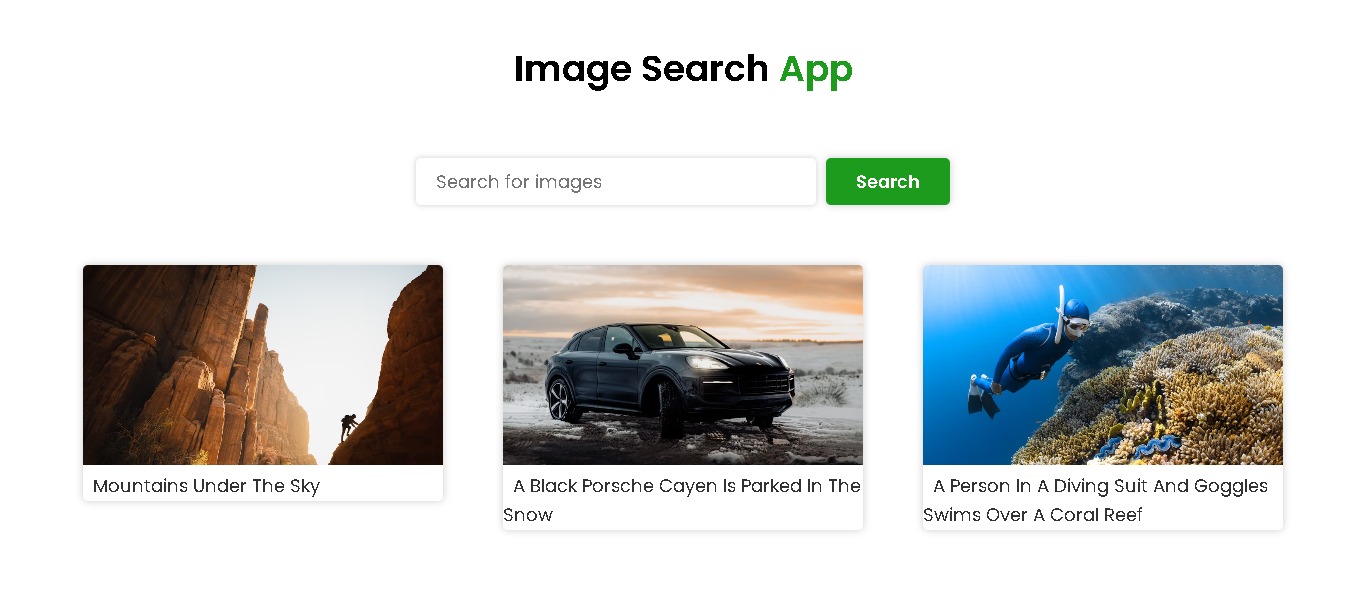 Image Search App
Search for images
Search
Mountains Under The Sky
A Black Porsche Cayen Is Parked In The
Snow
A Person In A Diving Suit And Goggles
Swims Over A Coral Reef